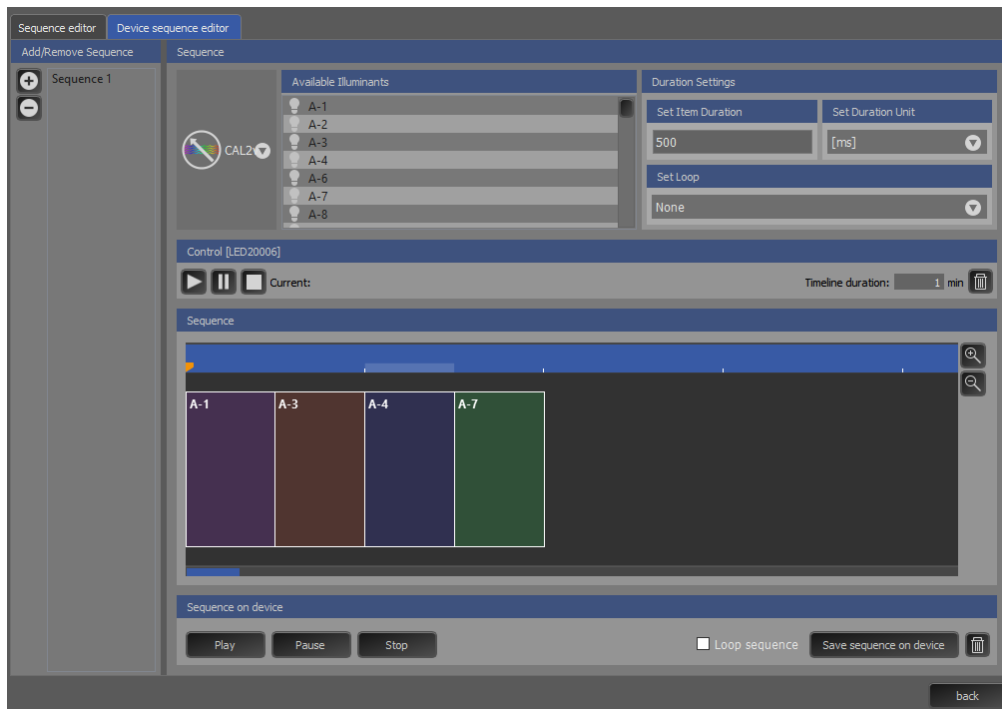 Sequence editor
Device sequence editor
Add/Remove Sequence
Sequence
Sequence 1
CAL2
Available Illuminants
A-1
A-2
A-3
A-4
A-6
A-7
A-8
Duration Settings
Set Item Duration
Set Duration Unit
500
[ms]
Set Loop
None
Control [LED20006]
Current:
Timeline duration: 1 min
Sequence
A-1
A-3
A-4
A-7
Sequence on device
Play
Pause
Stop
Loop sequence
Save sequence on device
back